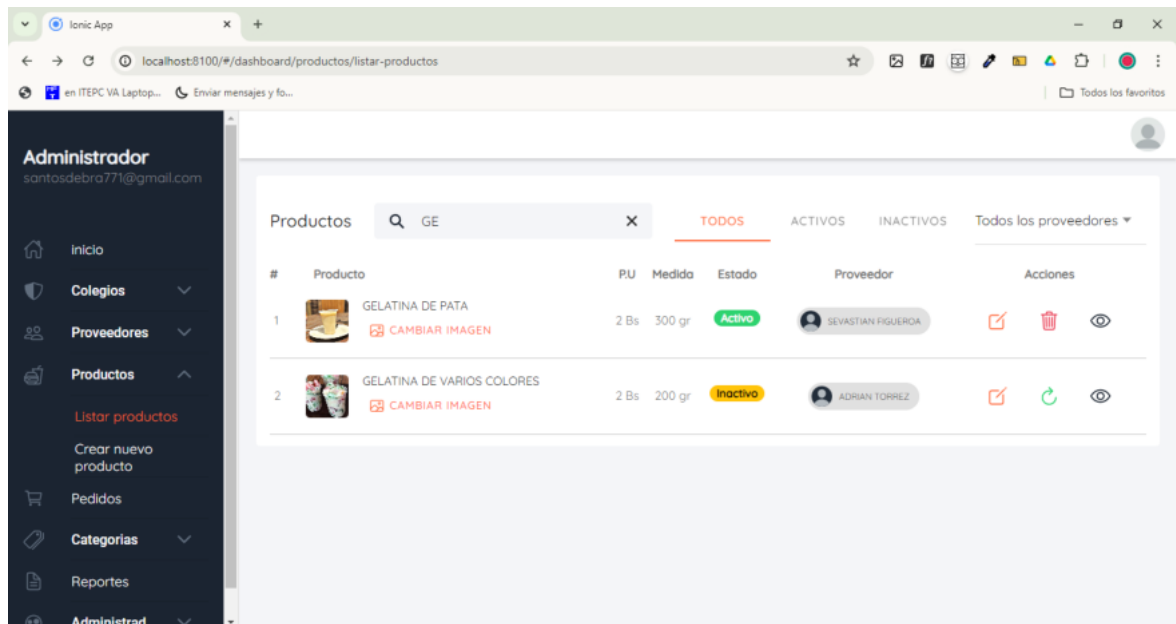 Ionic App
localhost:8100/#/dashboard/productos/listar-productos
en ITEPC VA Laptop... Enviar mensajes y fo... Todos los favoritos
Administrador
santosdebra771@gmail.com
inicio
Colegios
Proveedores
Productos
Listar productos
Crear nuevo
producto
Pedidos
Categorias
Reportes
Administrad
Productos GE TODOS ACTIVOS INACTIVOS Todos los proveedores
# Producto P.U Medida Estado Proveedor Acciones
1 GELATINA DE PATA 2 Bs 300 gr Activo SEVASTIAN FIGUEROA
CAMBIAR IMAGEN
2 GELATINA DE VARIOS COLORES 2 Bs 200 gr Inactivo ADRIAN TORREZ
CAMBIAR IMAGEN